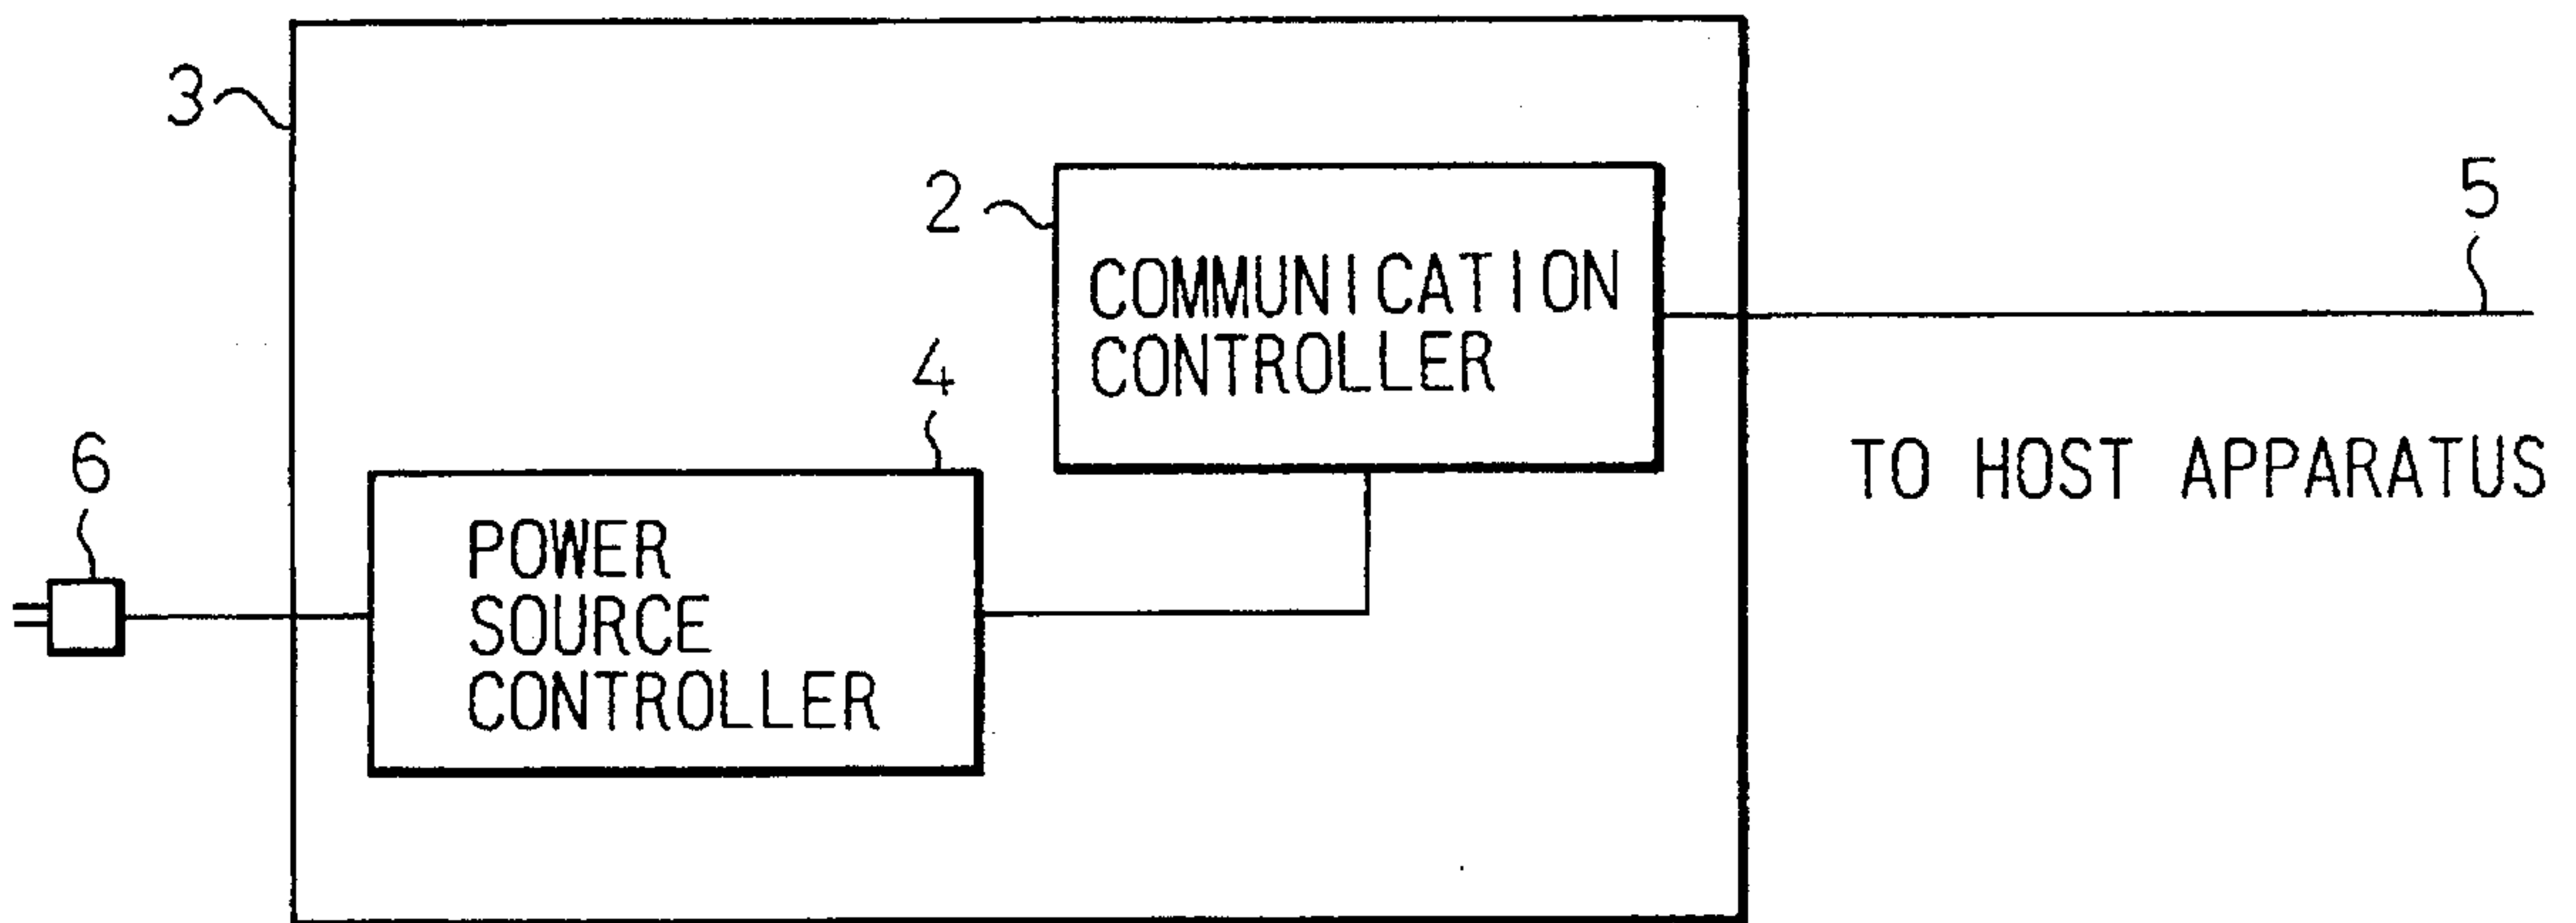 3
2
COMMUNICATION
CONTROLLER
5
TO HOST APPARATUS
4
POWER
SOURCE
CONTROLLER
6